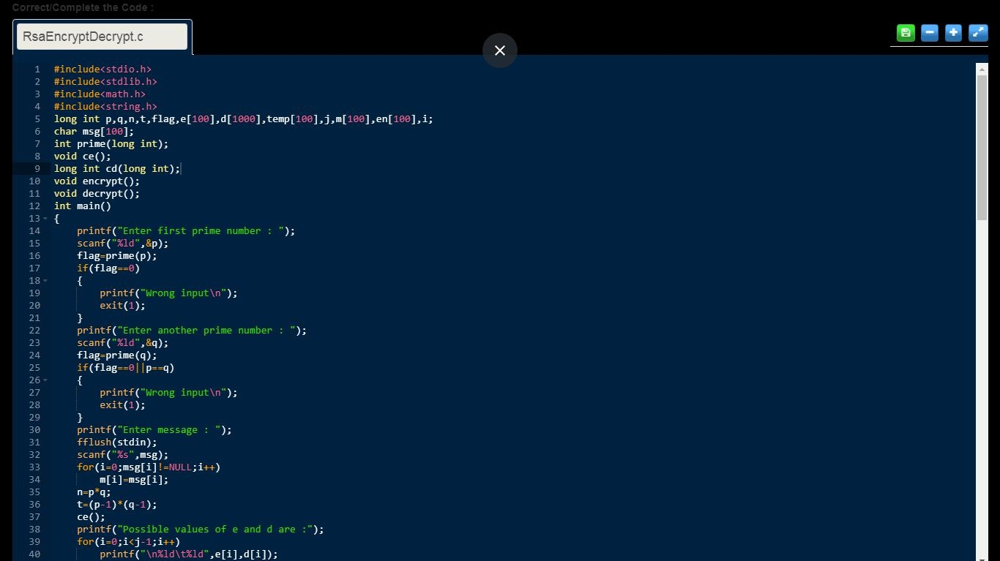 Correct/Complete the Code :
RsaEncryptDecrypt.c
1 #include<stdio.h>
2 #include<stdlib.h>
3 #include<math.h>
4 #include<string.h>
5 long int p,q,n,t,flag,e[100],d[1000],temp[100],j,m[100],en[100],i;
6 char msg[100];
7 int prime(long int);
8 void ce();
9 long int cd(long int);
10 void encrypt();
11 void decrypt();
12 int main()
13 {
14     printf("Enter first prime number : ");
15     scanf("%ld",&p);
16     flag=prime(p);
17     if(flag==0)
18     {
19         printf("Wrong input\n");
20         exit(1);
21     }
22     printf("Enter another prime number : ");
23     scanf("%ld",&q);
24     flag=prime(q);
25     if(flag==0||p==q)
26     {
27         printf("Wrong input\n");
28         exit(1);
29     }
30     printf("Enter message : ");
31     fflush(stdin);
32     scanf("%s",msg);
33     for(i=0;msg[i]!=NULL;i++)
34         m[i]=msg[i];
35     n=p*q;
36     t=(p-1)*(q-1);
37     ce();
38     printf("Possible values of e and d are :");
39     for(i=0;i<j-1;i++)
40         printf("\n%ld\t%ld",e[i],d[i]);